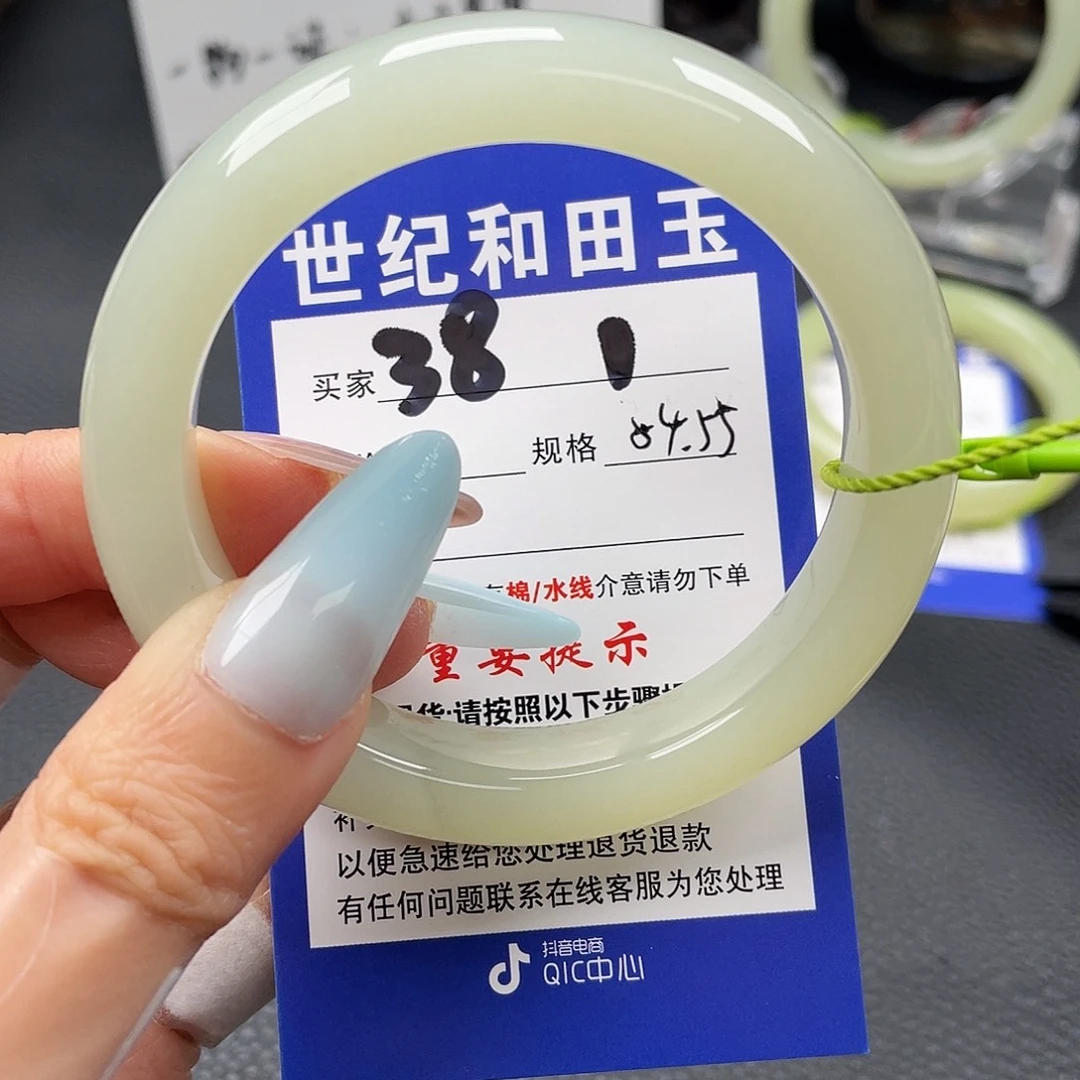 世纪和田玉
买家 38 1
规格 84.55
棉/水线介意请勿下单
重要提示
请按照以下步骤
以便急速给您处理退货退款
有任何问题联系在线客服为您处理
抖音电商
QIC中心